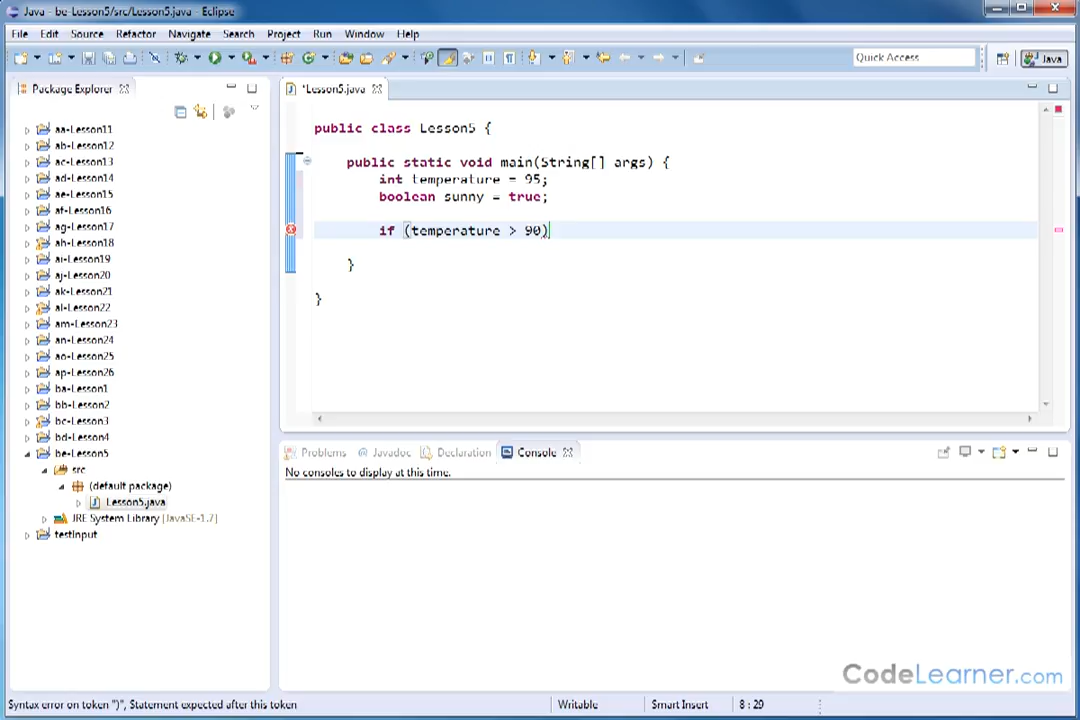 Java - be-Lesson5/src/Lesson5.java - Eclipse
File Edit Source Refactor Navigate Search Project Run Window Help
Quick Access
Java
Package Explorer
*Lesson5.java
aa-Lesson11
ab-Lesson12
ac-Lesson13
ad-Lesson14
ae-Lesson15
af-Lesson16
ag-Lesson17
ah-Lesson18
ai-Lesson19
aj-Lesson20
ak-Lesson21
al-Lesson22
am-Lesson23
an-Lesson24
ao-Lesson25
ap-Lesson26
ba-Lesson1
bb-Lesson2
bc-Lesson3
bd-Lesson4
be-Lesson5
src
(default package)
Lesson5.java
JRE System Library [JavaSE-1.7]
testInput
public class Lesson5 {
public static void main(String[] args) {
int temperature = 95;
boolean sunny = true;
if (temperature > 90)
}
}
Problems @ Javadoc Declaration Console
No consoles to display at this time.
CodeLearner.com
Syntax error on token ")", Statement expected after this token
Writable
Smart Insert
8 : 29